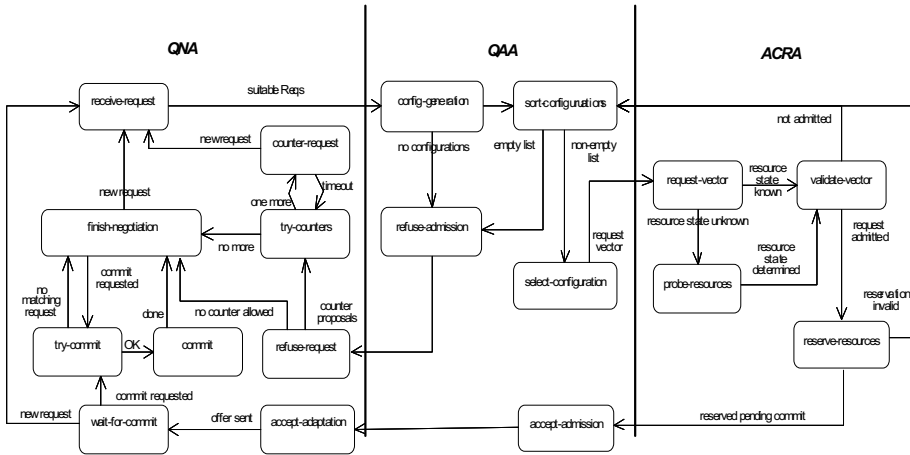 QNA
QAA
ACRA
receive-request
suitable Reqs
config-generation
sort-configuruations
not admitted
newrequest
counter-request
no configurations
empty list
non-empty
list
timeout
one more
new request
request-vector
resource
state
known
validate-vector
finish-negotiation
try-counters
no more
refuse-admission
resource state unknown
request
admitted
request
vector
commit
requested
no
matching
request
done
no counter allowed
counter
proposals
select-configuration
probe-resources
resource
state
determined
reservation
invalid
try-commit
OK
commit
refuse-request
reserve-resources
commit requested
new request
wait-for-commit
offer sent
accept-adaptation
accept-admission
reserved pending commit